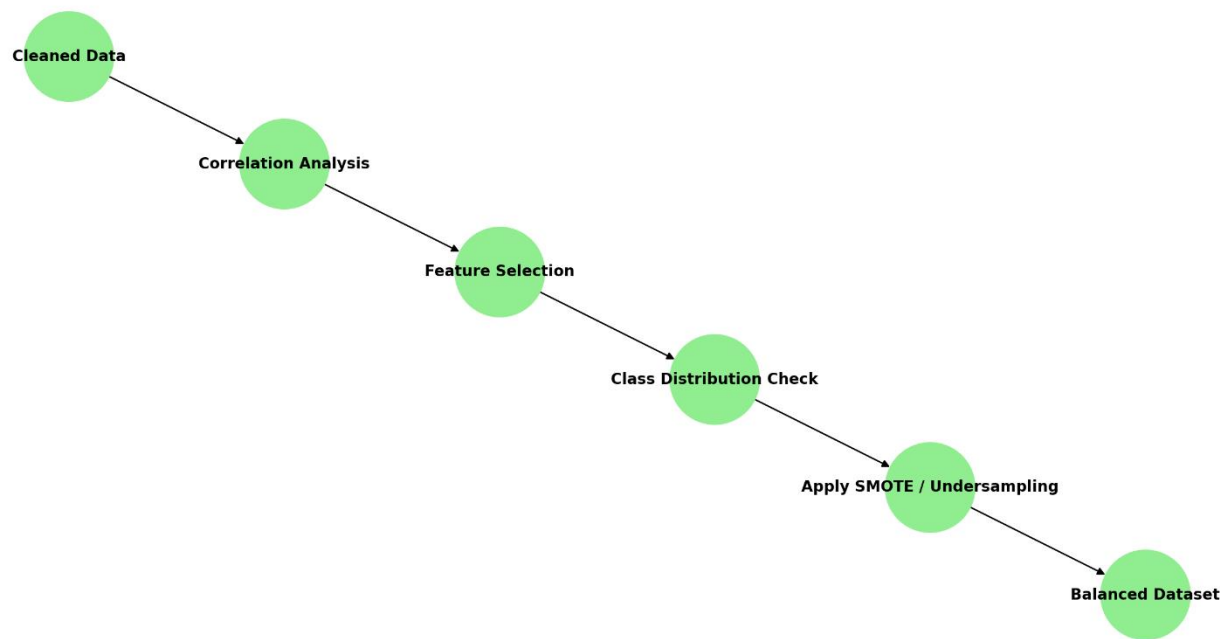 Cleaned Data
Correlation Analysis
Feature Selection
Class Distribution Check
Apply SMOTE / Undersampling
Balanced Dataset